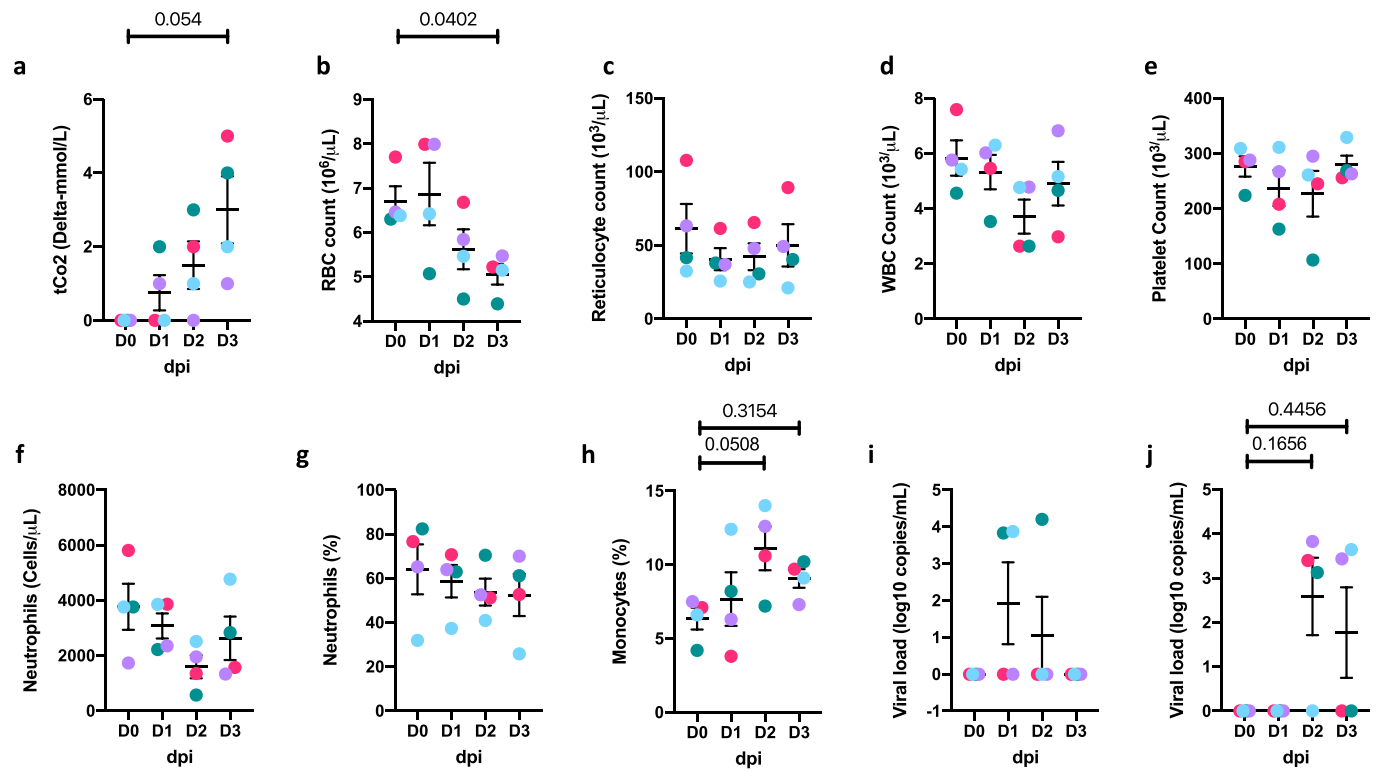 0.054
0.0402
a
b
c
d
e
tCo2 (Delta-mmol/L)
6
4
2
0
D0 D1 D2 D3
dpi
RBC count (10⁶/μL)
9
8
7
6
5
4
D0 D1 D2 D3
dpi
Reticulocyte count (10³/μL)
150
100
50
0
D0 D1 D2 D3
dpi
WBC Count (10³/μL)
8
6
4
2
0
D0 D1 D2 D3
dpi
Platelet Count (10³/μL)
400
300
200
100
0
D0 D1 D2 D3
dpi
0.3154
0.0508
0.4456
0.1656
f
g
h
i
j
Neutrophils (Cells/μL)
8000
6000
4000
2000
0
D0 D1 D2 D3
dpi
Neutrophils (%)
100
80
60
40
20
0
D0 D1 D2 D3
dpi
Monocytes (%)
15
10
5
0
D0 D1 D2 D3
dpi
Viral load (log10 copies/mL)
5
4
3
2
1
0
-1
D0 D1 D2 D3
dpi
Viral load (log10 copies/mL)
5
4
3
2
1
0
D0 D1 D2 D3
dpi